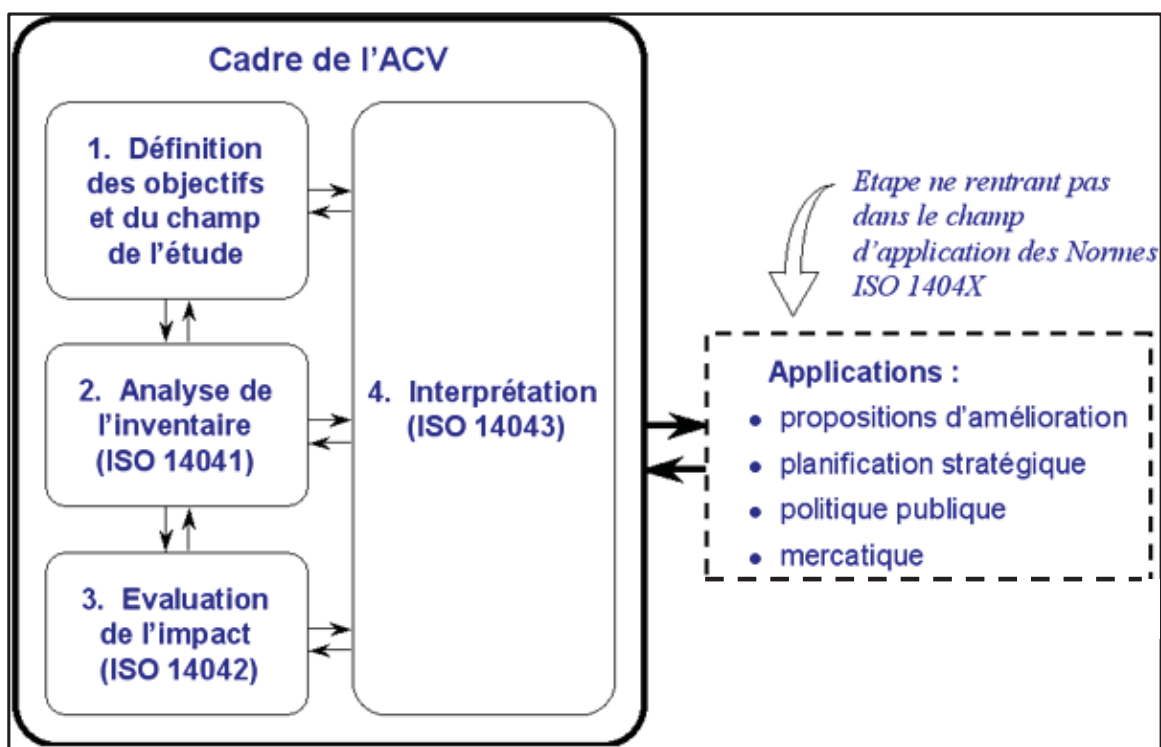 Cadre de l'ACV
1. Définition
des objectifs
et du champ
de l'étude
2. Analyse de
l'inventaire
(ISO 14041)
3. Evaluation
de l'impact
(ISO 14042)
4. Interprétation
(ISO 14043)
Etape ne rentrant pas
dans le champ
d'application des Normes
ISO 1404X
Applications :
• propositions d'amélioration
• planification stratégique
• politique publique
• mercatique